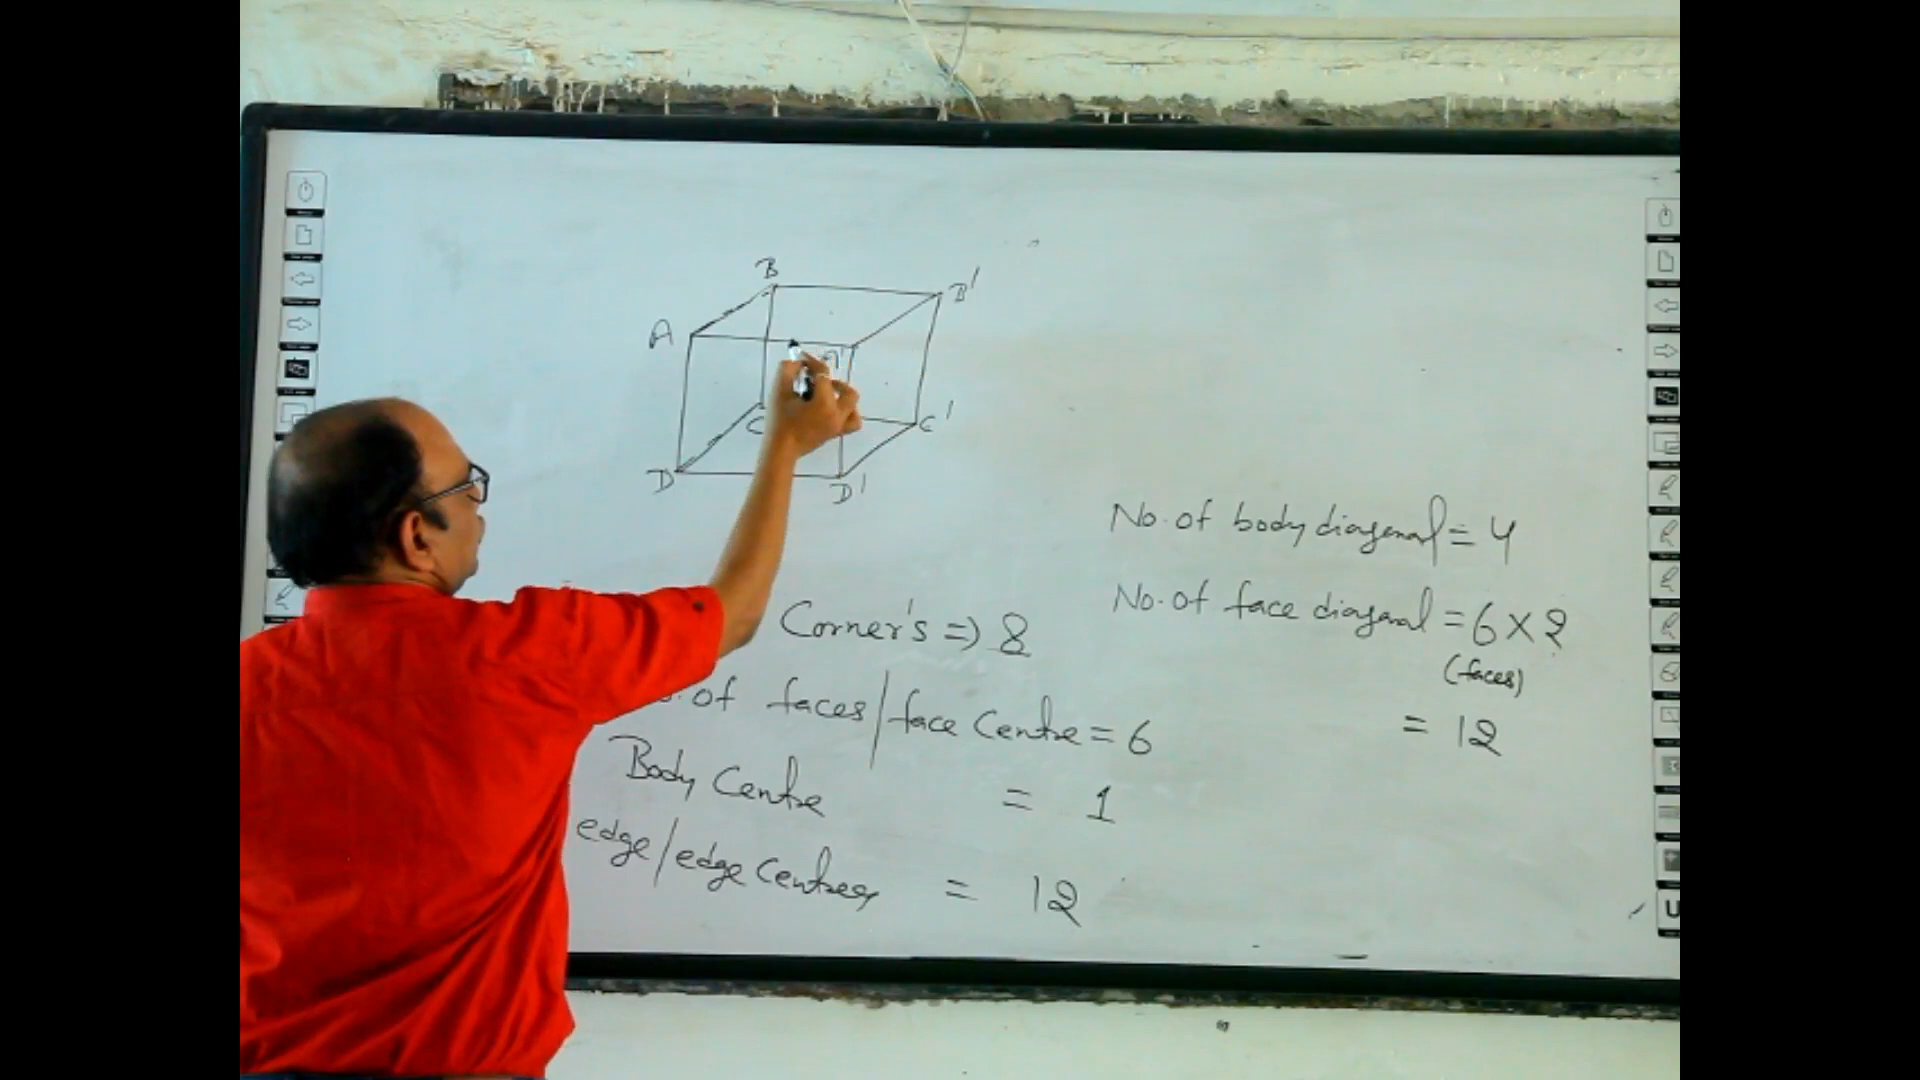 B
B'
A
A'
C
C'
D
D'
Corner's => 8
of faces/face Centre = 6
Body Centre = 1
edge/edge Centres = 12
No. of body diagonal = 4
No. of face diagonal = 6 x 2
(faces)
= 12
U